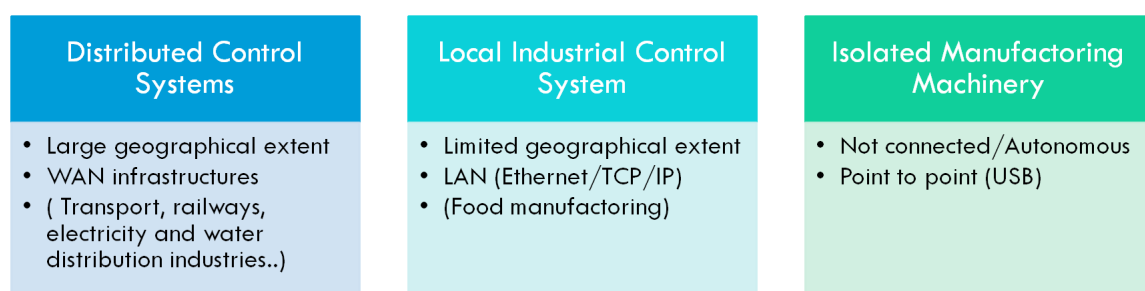 Distributed Control
Systems
• Large geographical extent
• WAN infrastructures
• ( Transport, railways,
electricity and water
distribution industries..)
Local Industrial Control
System
• Limited geographical extent
• LAN (Ethernet/TCP/IP)
• (Food manufactoring)
Isolated Manufactoring
Machinery
• Not connected/Autonomous
• Point to point (USB)